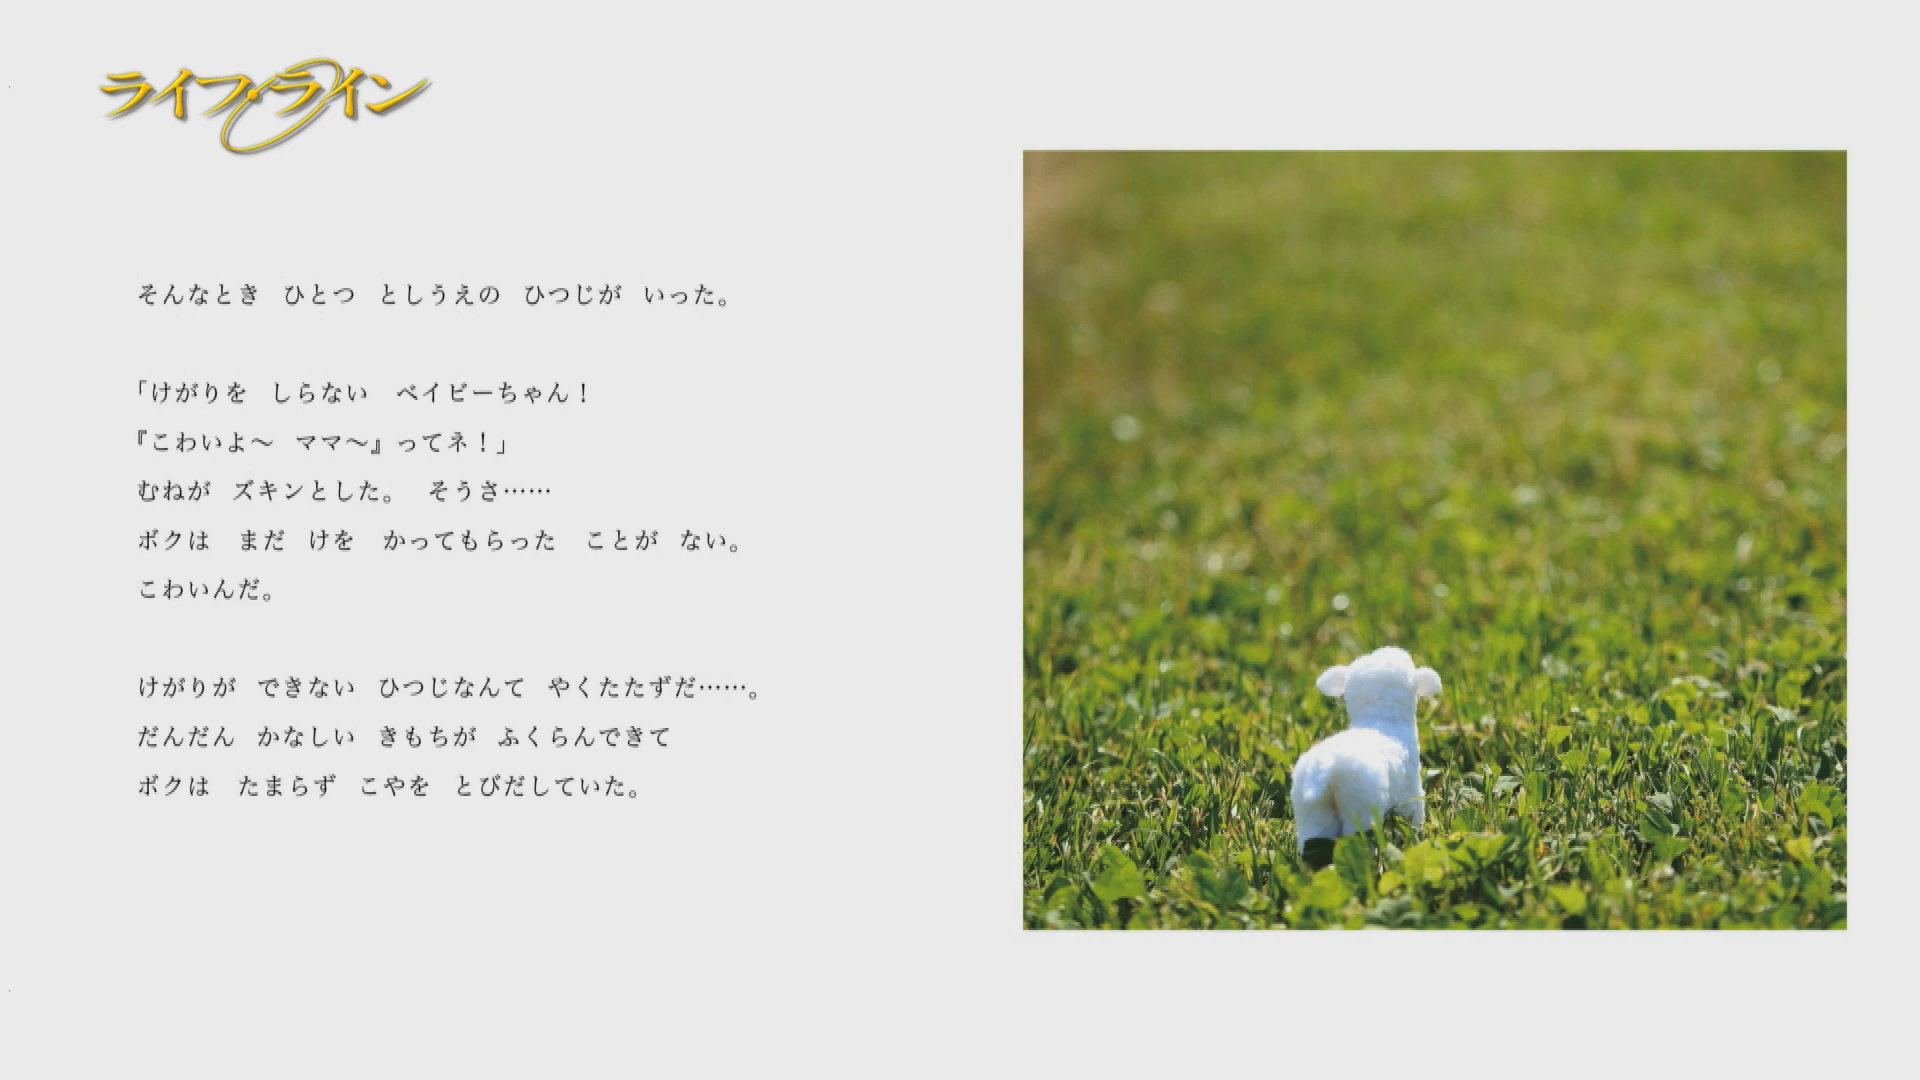 ライフ・ライン
そんなとき　ひとつ　としうえの　ひつじが　いった。
「けがりを　しらない　ベイビーちゃん！
『こわいよ〜　ママ〜』ってネ！」
むねが　ズキンとした。　そうさ……
ボクは　まだ　けを　かってもらった　ことが　ない。
こわいんだ。
けがりが　できない　ひつじなんて　やくたたずだ……。
だんだん　かなしい　きもちが　ふくらんできて
ボクは　たまらず　こやを　とびだしていた。